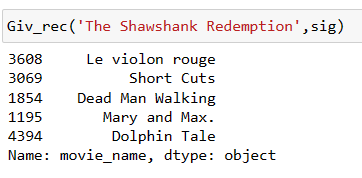 Giv_rec('The Shawshank Redemption',sig)
3608 Le violon rouge
3069 Short Cuts
1854 Dead Man Walking
1195 Mary and Max.
4394 Dolphin Tale
Name: movie_name, dtype: object